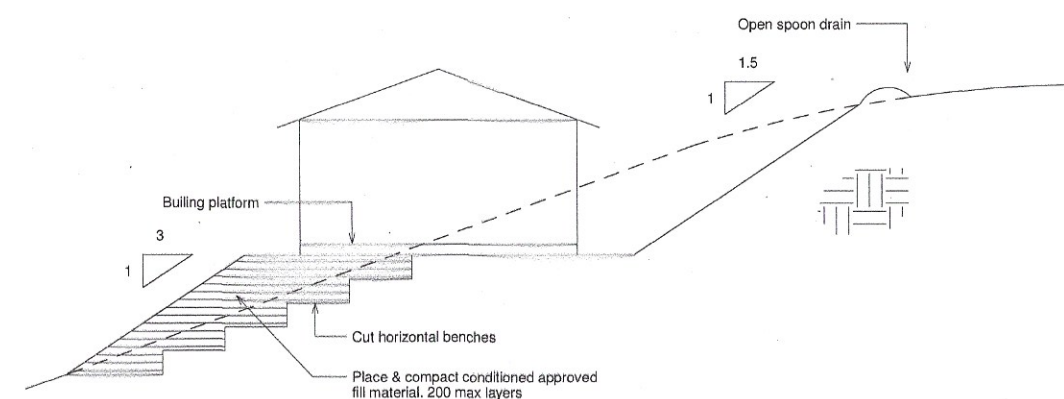 Open spoon drain
1.5
1
Builing platform
3
1
Cut horizontal benches
Place & compact conditioned approved
fill material. 200 max layers